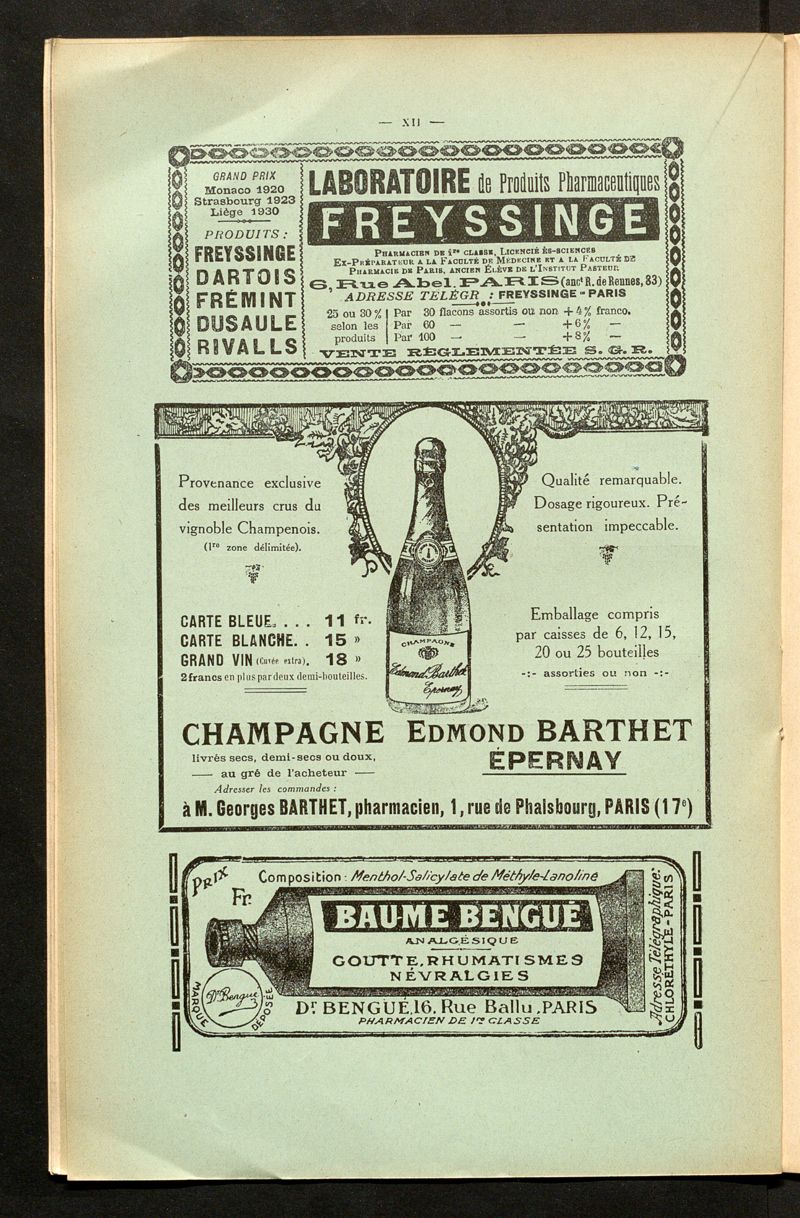 — XIJ —
GRAND PRIX
Monaco 1920
Strasbourg 1923
Liège 1930
PRODUITS :
FREYSSINGE
DARTOIS
FRÉMINT
DUSAULE
RIVALLS
LABORATOIRE de Produits Pharmaceutiques
FREYSSINGE
PHARMACIEN DE 1re CLASSE, LICENCIÉ ÈS-SCIENCES
EX-PRÉPARATEUR A LA FACULTÉ DE MÉDECINE ET A LA FACULTÉ DE
PHARMACIE DE PARIS, ANCIEN ÉLÈVE DE L'INSTITUT PASTEUR
6, Rue Abel, PARIS (anct R. de Rennes, 83)
ADRESSE TELÉGR : FREYSSINGE - PARIS
25 ou 30 %
selon les
produits
Par 30 flacons assortis ou non + 4 % franco.
Par 60 — — + 6 % —
Par 100 — — + 8 % —
VENTE RÉGLEMENTÉE S. G. R.
Provenance exclusive
des meilleurs crus du
vignoble Champenois.
(1re zone délimitée).
Qualité remarquable.
Dosage rigoureux. Pré-
sentation impeccable.
CARTE BLEUE. . . . 11 fr.
CARTE BLANCHE. . 15 »
GRAND VIN (Cuvée extra). 18 »
2 francs en plus par deux demi-bouteilles.
Emballage compris
par caisses de 6, 12, 15,
20 ou 25 bouteilles
-:- assorties ou non -:-
CHAMPAGNE
Edmond Barthet
Epernay
CHAMPAGNE EDMOND BARTHET
livrés secs, demi-secs ou doux,
— au gré de l'acheteur —
ÉPERNAY
Adresser les commandes :
à M. Georges BARTHET, pharmacien, 1, rue de Phalsbourg, PARIS (17e)
PRIX
Fr.
Composition : Menthol-Salicylate de Méthyle-Lanoline
BAUME BENGUÉ
ANALGÉSIQUE
GOUTTE, RHUMATISMES
NÉVRALGIES
Dr Bengué
MARQUE DÉPOSÉE
Dr BENGUÉ, 16, Rue Ballu, PARIS
PHARMACIEN DE 1re CLASSE
Adresse Télégraphique:
CHLORÉTHYLE-PARIS